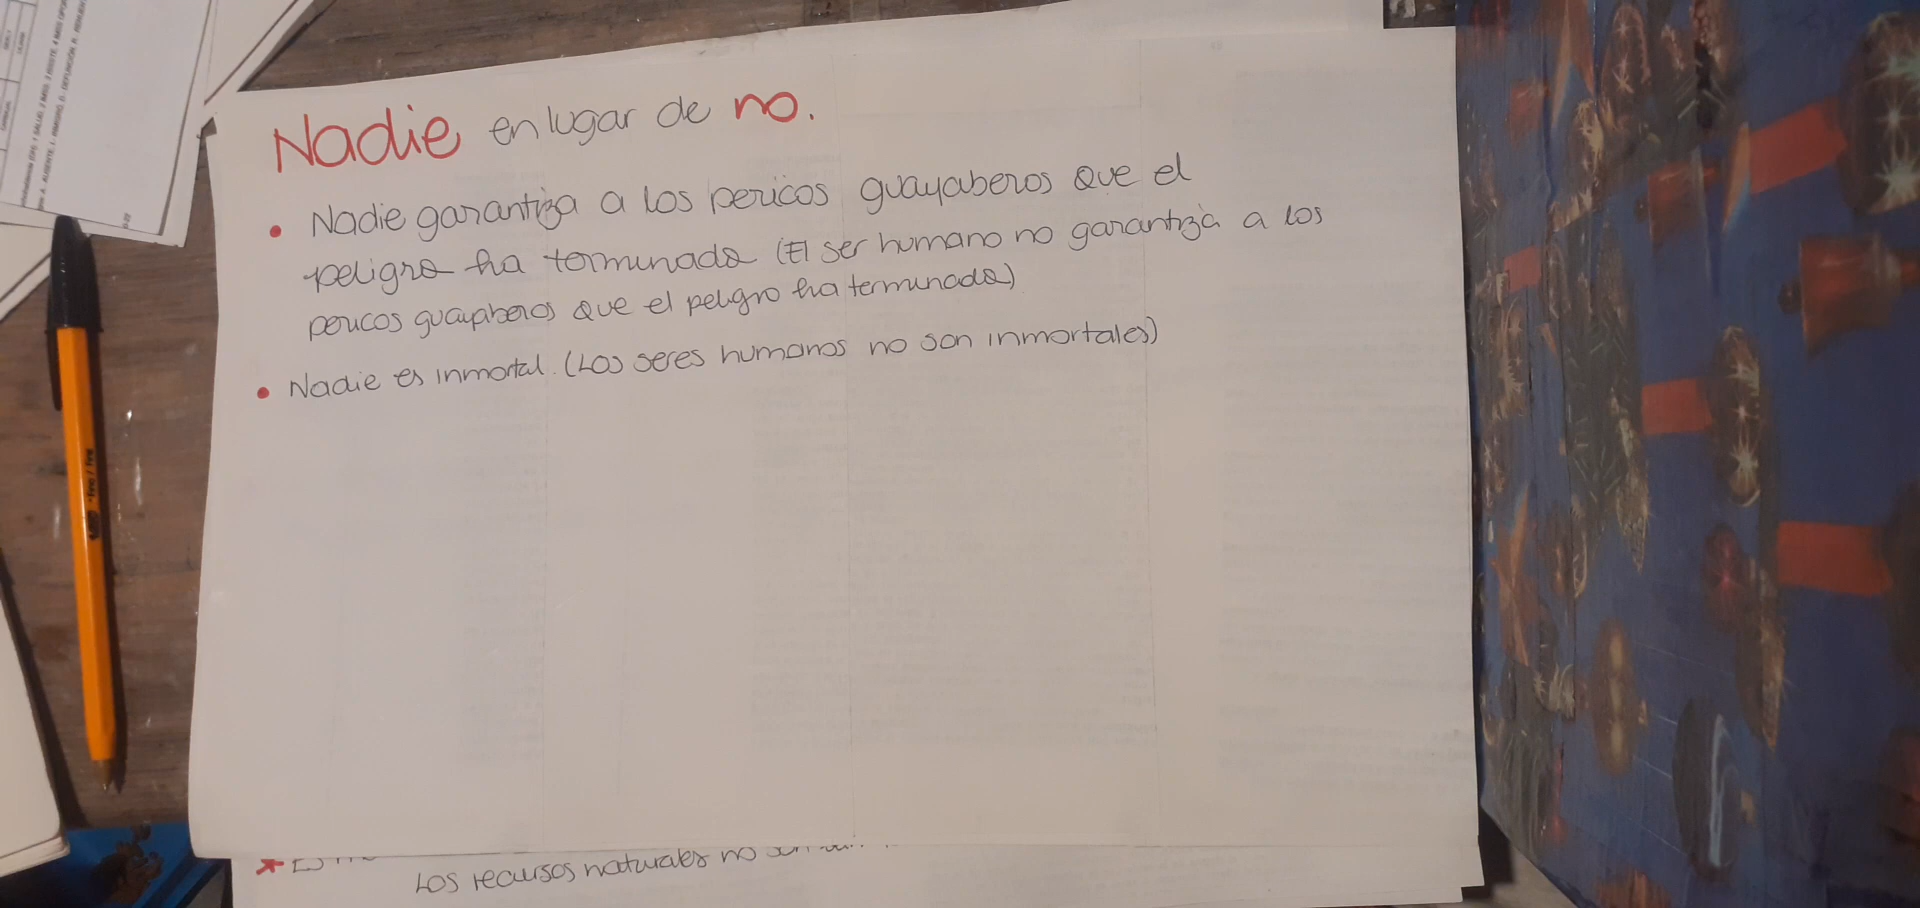 Nadie en lugar de no.
• Nadie garantiza a los pericos guayaberos que el
peligro ha terminado (El ser humano no garantiza a los
pericos guayaberos que el peligro ha terminado)
• Nadie es inmortal. (Los seres humanos no son inmortales)
Los recursos naturales no son
BIC